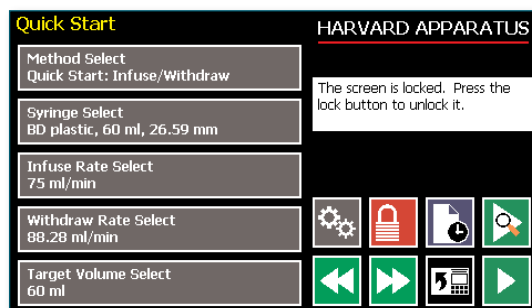 Quick Start
Method Select
Quick Start: Infuse/Withdraw
Syringe Select
BD plastic, 60 ml, 26.59 mm
Infuse Rate Select
75 ml/min
Withdraw Rate Select
88.28 ml/min
Target Volume Select
60 ml
HARVARD APPARATUS
The screen is locked. Press the
lock button to unlock it.